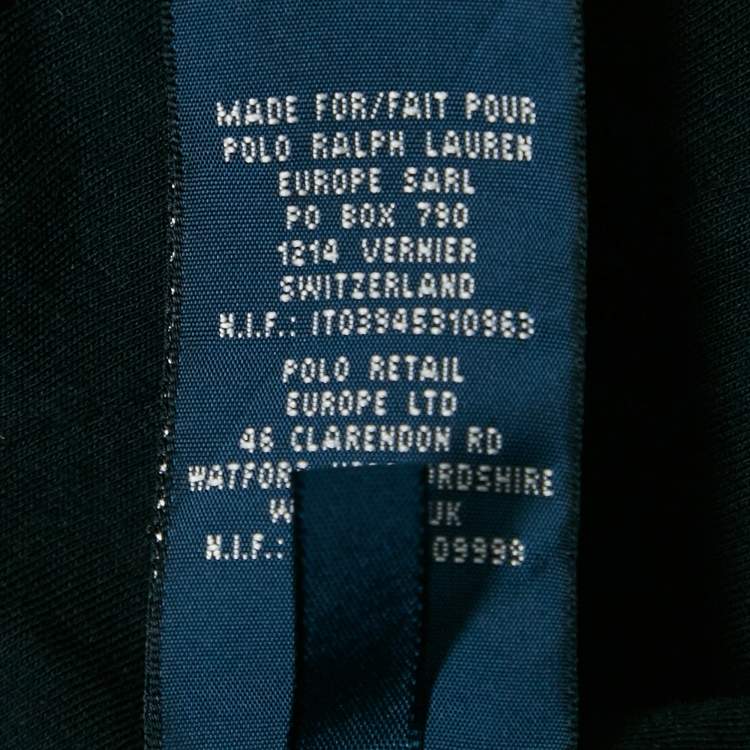 MADE FOR/FAIT POUR
POLO RALPH LAUREN
EUROPE SARL
PO BOX 790
1214 VERNIER
SWITZERLAND
N.I.F.: IT03945310963
POLO RETAIL
EUROPE LTD
46 CLARENDON RD
UK
N.I.F.: